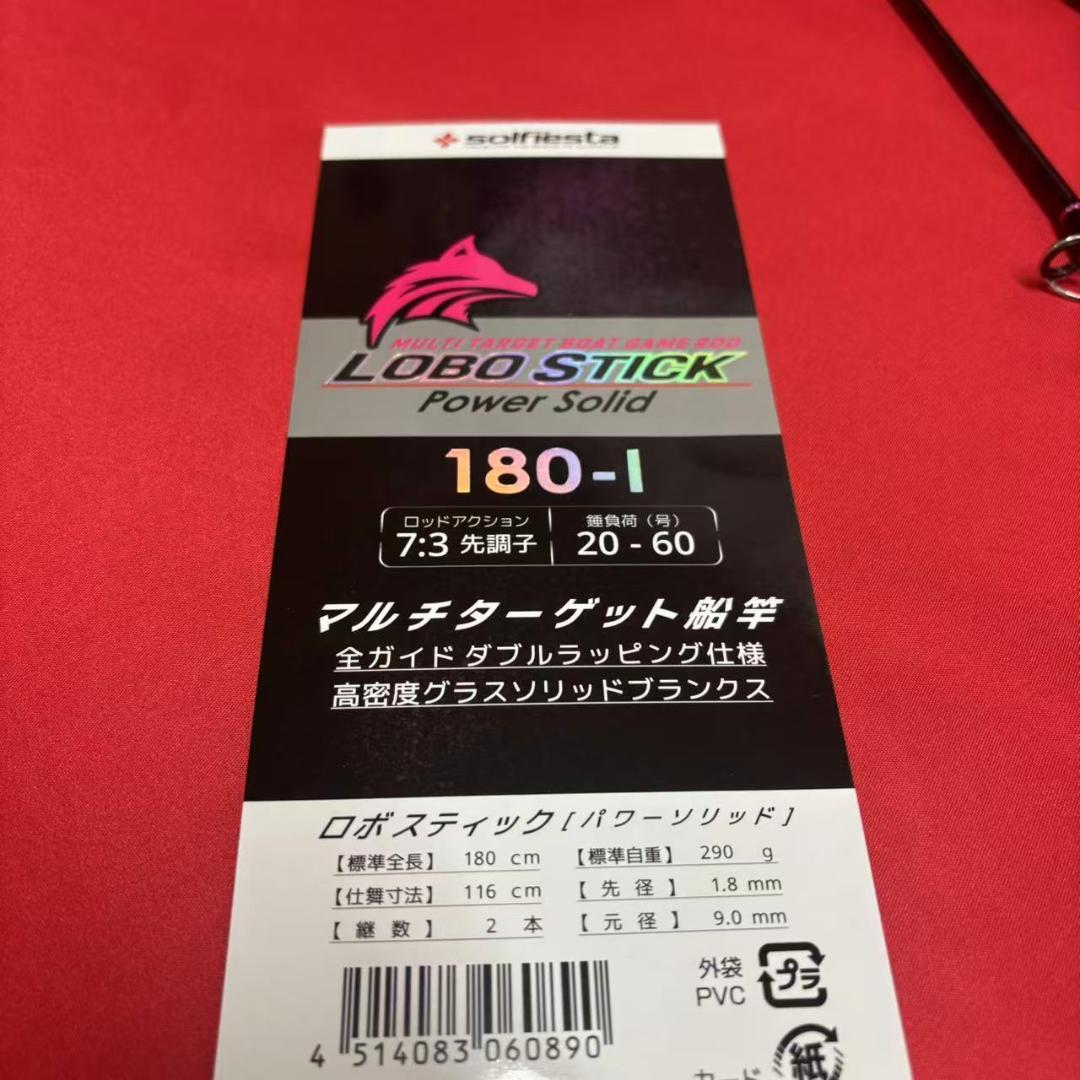 solfiesta
MULTI TARGET BOAT GAME ROD
LOBO STICK
Power Solid
180-I
ロッドアクション 錘負荷（号）
7:3 先調子 20 - 60
マルチターゲット船竿
全ガイド ダブルラッピング仕様
高密度グラスソリッドブランクス
ロボスティック[パワーソリッド]
【標準全長】 180 cm 【標準自重】 290 g
【仕舞寸法】 116 cm 【先径】 1.8 mm
【継数】 2 本 【元径】 9.0 mm
外袋 プラ
PVC
4 514083 060890
カード 紙